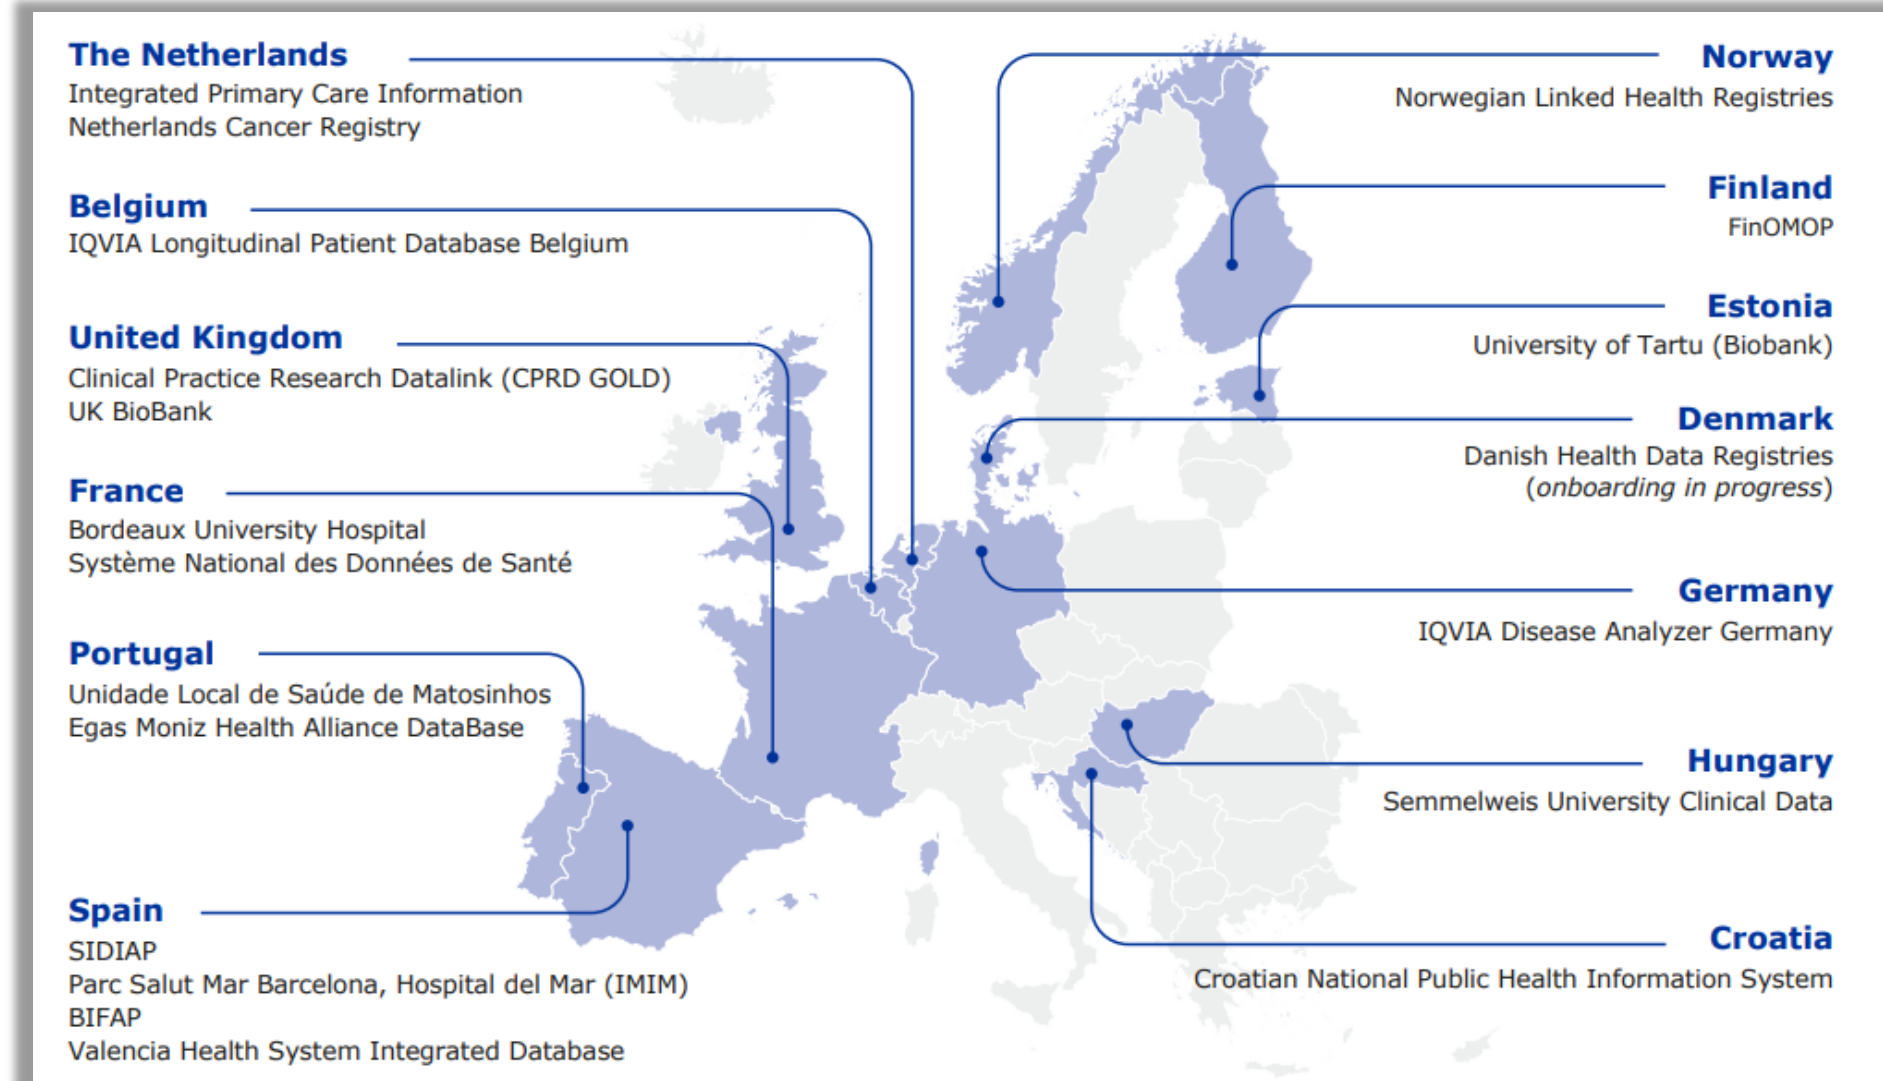 The Netherlands
Integrated Primary Care Information
Netherlands Cancer Registry
Belgium
IQVIA Longitudinal Patient Database Belgium
United Kingdom
Clinical Practice Research Datalink (CPRD GOLD)
UK BioBank
France
Bordeaux University Hospital
Système National des Données de Santé
Portugal
Unidade Local de Saúde de Matosinhos
Egas Moniz Health Alliance DataBase
Spain
SIDIAP
Parc Salut Mar Barcelona, Hospital del Mar (IMIM)
BIFAP
Valencia Health System Integrated Database
Norway
Norwegian Linked Health Registries
Finland
FinOMOP
Estonia
University of Tartu (Biobank)
Denmark
Danish Health Data Registries
(onboarding in progress)
Germany
IQVIA Disease Analyzer Germany
Hungary
Semmelweis University Clinical Data
Croatia
Croatian National Public Health Information System